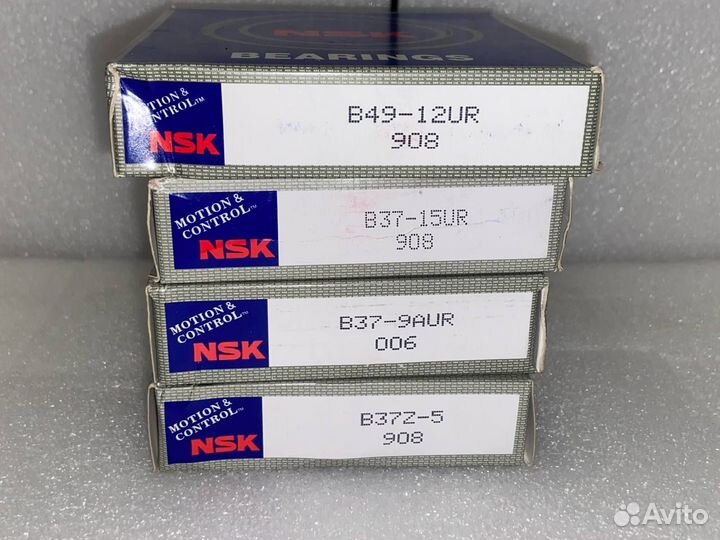 NSK
BEARINGS
MOTION &
CONTROL™
NSK
B49-12UR
908
MOTION &
CONTROL™
NSK
B37-15UR
908
MOTION &
CONTROL™
NSK
B37-9AUR
006
MOTION &
CONTROL™
NSK
B37Z-5
908
Avito